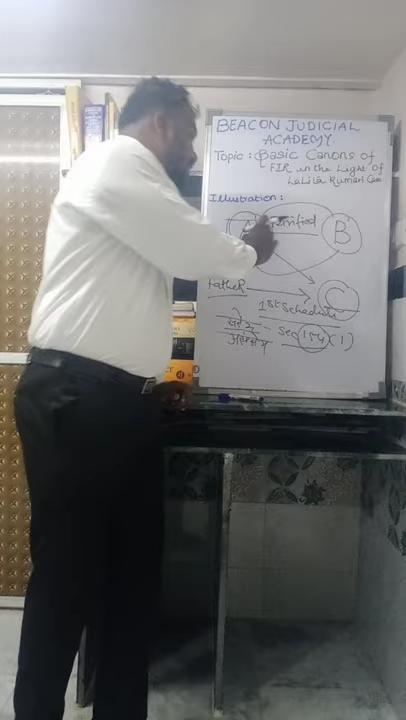 BEACON JUDICIAL
ACADEMY
Topic : Basic Canons of
FIR in the Light of
Lalita Kumari Case
Illustration :
A
B
FatheR
C
1st Schedule
Sec 154 (1)